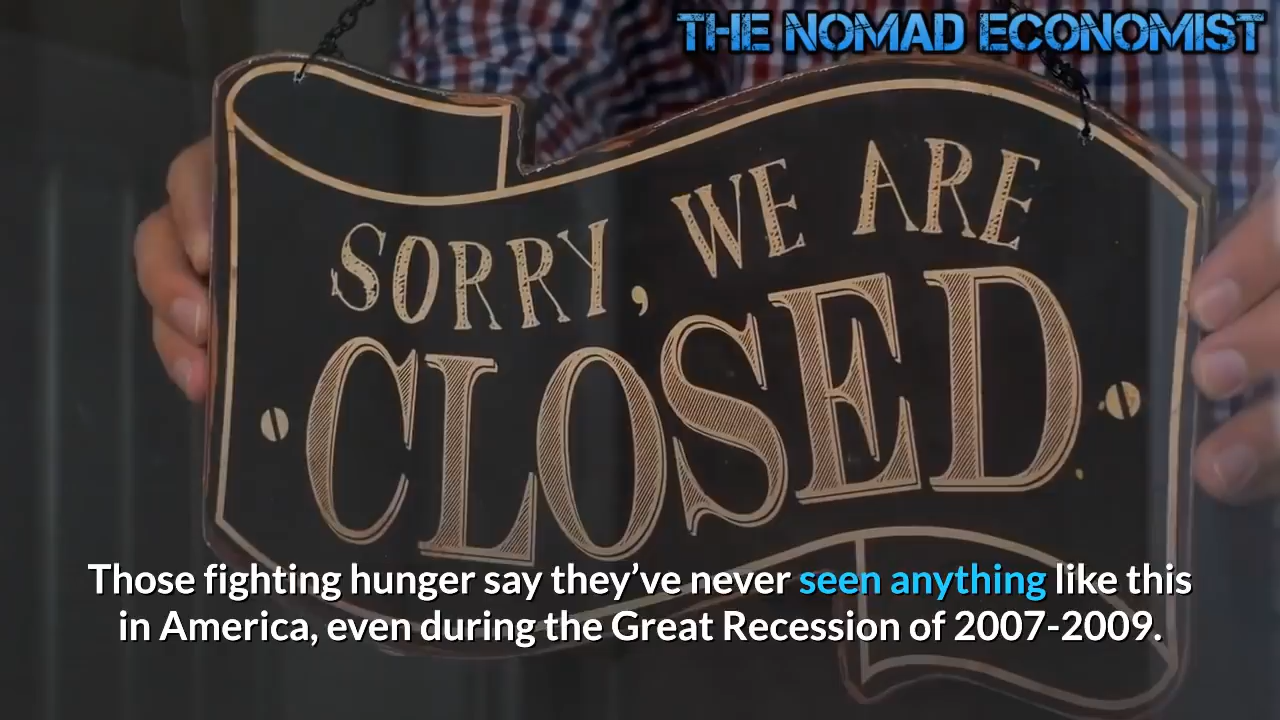 THE NOMAD ECONOMIST
SORRY, WE ARE
CLOSED
Those fighting hunger say they’ve never seen anything like this
in America, even during the Great Recession of 2007-2009.